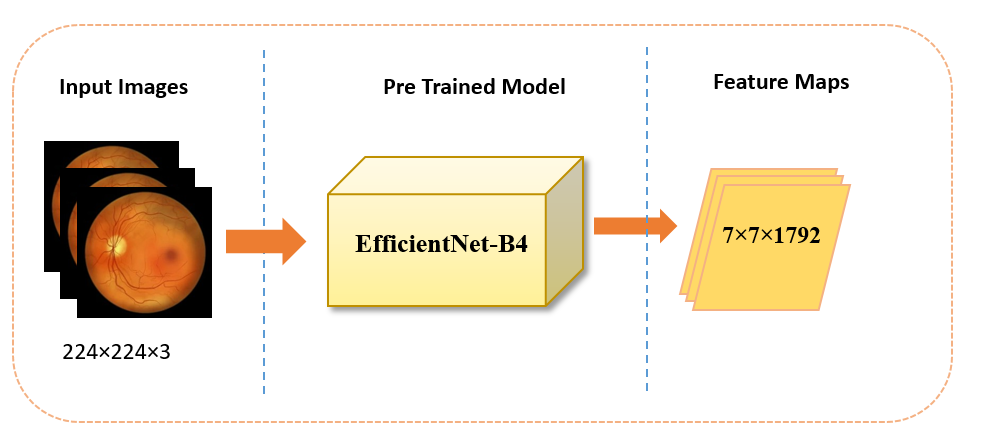 Input Images
Pre Trained Model
Feature Maps
EfficientNet-B4
7×7×1792
224×224×3